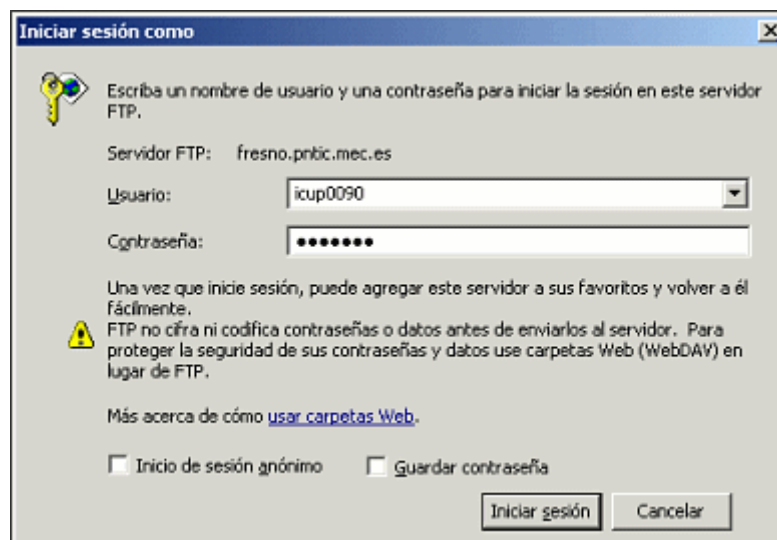 Iniciar sesión como
Escriba un nombre de usuario y una contraseña para iniciar la sesión en este servidor
FTP.
Servidor FTP: fresno.pntic.mec.es
Usuario: icup0090
Contraseña: ●●●●●●●
Una vez que inicie sesión, puede agregar este servidor a sus favoritos y volver a él
fácilmente.
FTP no cifra ni codifica contraseñas o datos antes de enviarlos al servidor. Para
proteger la seguridad de sus contraseñas y datos use carpetas Web (WebDAV) en
lugar de FTP.
Más acerca de cómo usar carpetas Web.
Inicio de sesión anónimo Guardar contraseña
Iniciar sesión Cancelar